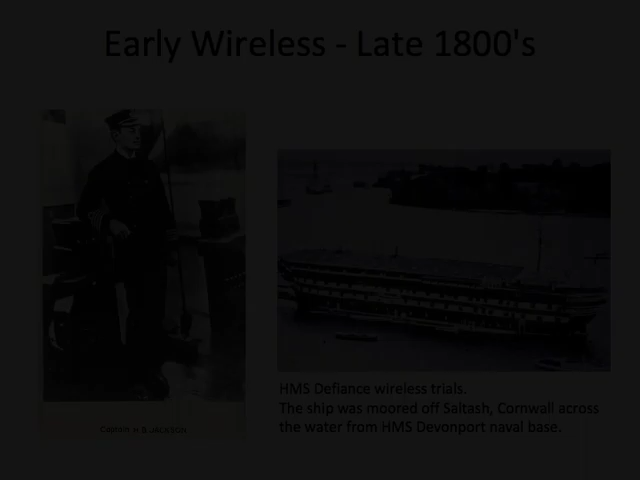 Early Wireless - Late 1800's
HMS Defiance wireless trials.
The ship was moored off Saltash, Cornwall across
the water from HMS Devonport naval base.
Captain H B JACKSON